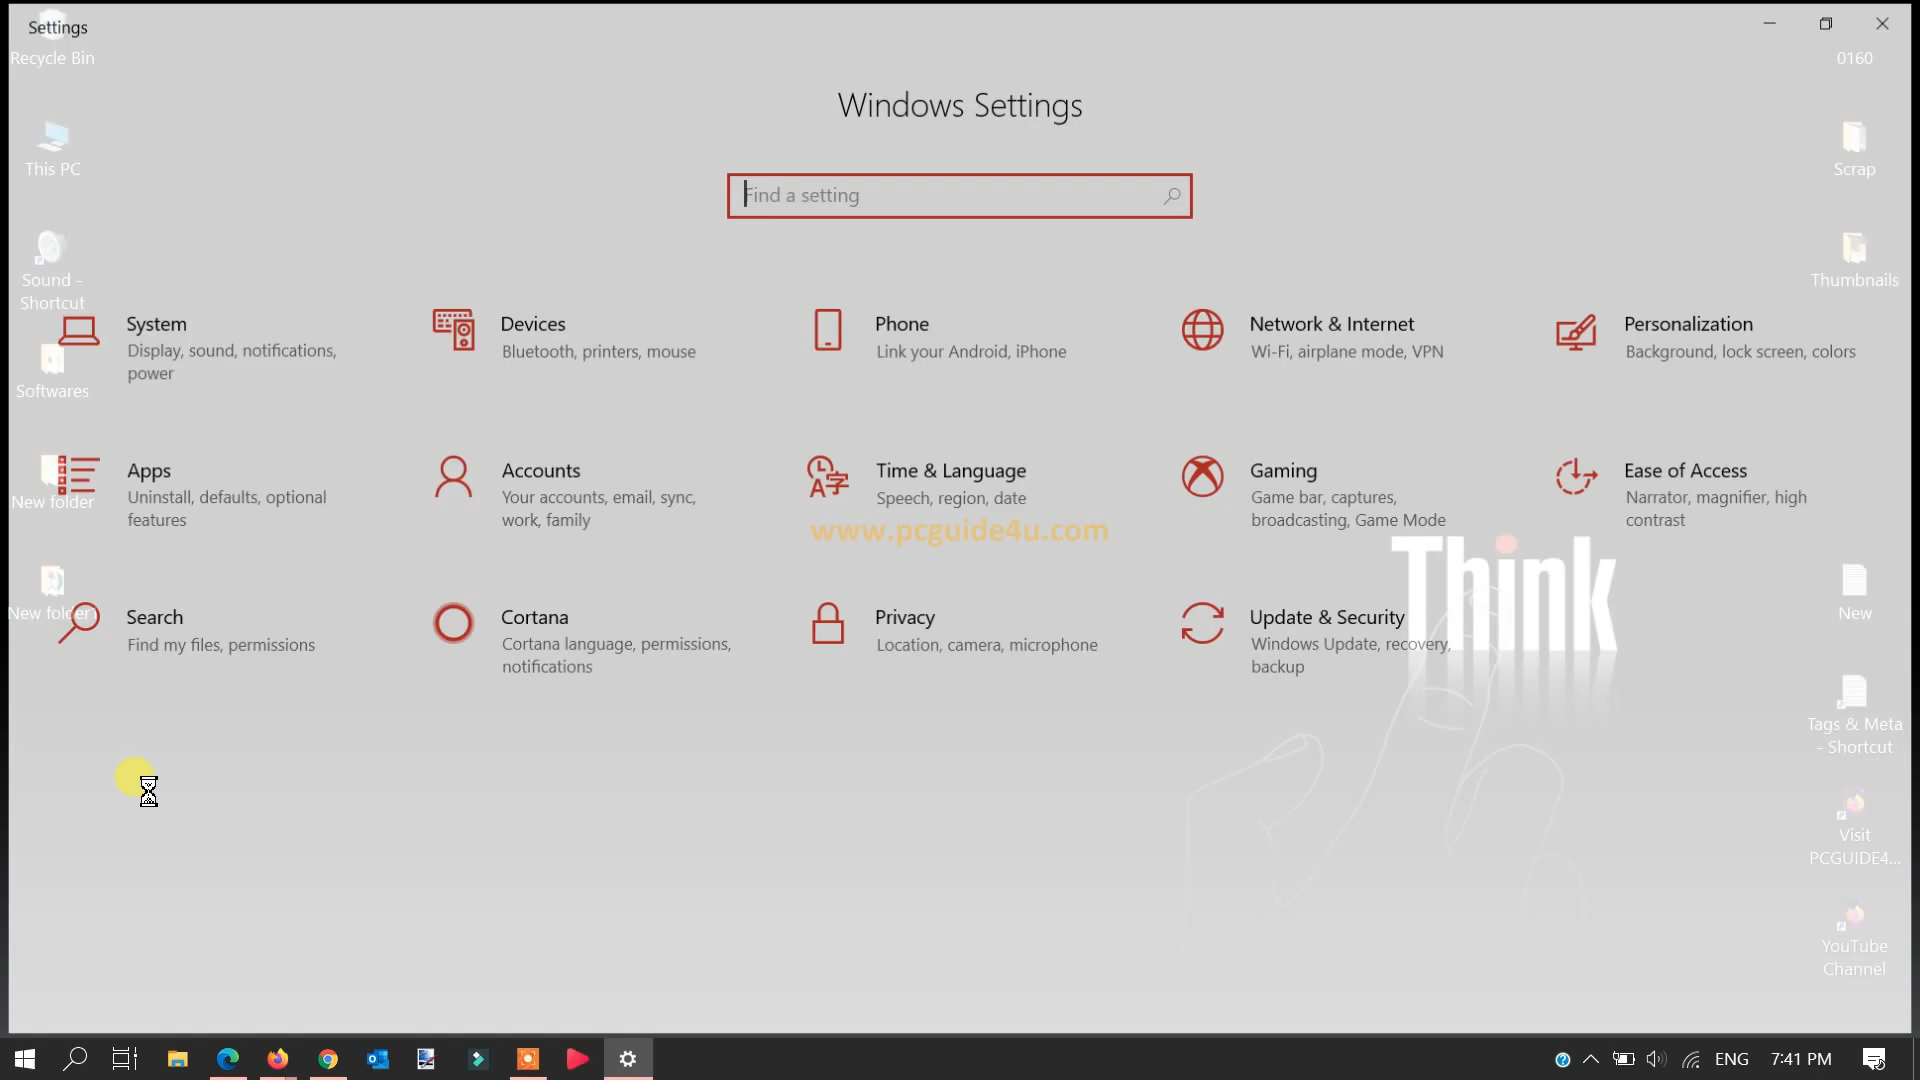 Settings
Recycle Bin
0160
Windows Settings
This PC
Scrap
Find a setting
Sound -
Shortcut
Thumbnails
System
Display, sound, notifications,
power
Devices
Bluetooth, printers, mouse
Phone
Link your Android, iPhone
Network & Internet
Wi-Fi, airplane mode, VPN
Personalization
Background, lock screen, colors
Softwares
Apps
Uninstall, defaults, optional
features
Accounts
Your accounts, email, sync,
work, family
Time & Language
Speech, region, date
Gaming
Game bar, captures,
broadcasting, Game Mode
Ease of Access
Narrator, magnifier, high
contrast
New folder
www.pcguide4u.com
Think
New folder1
Search
Find my files, permissions
Cortana
Cortana language, permissions,
notifications
Privacy
Location, camera, microphone
Update & Security
Windows Update, recovery,
backup
New
Tags & Meta
- Shortcut
Visit
PCGUIDE4...
YouTube
Channel
ENG
7:41 PM